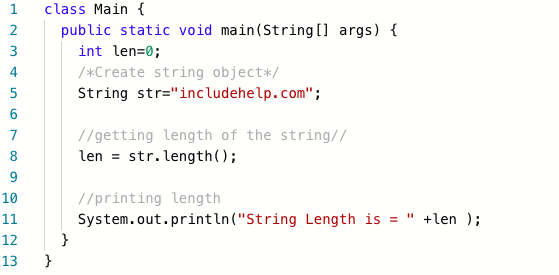 1 class Main {
2 public static void main(String[] args) {
3 int len=0;
4 /*Create string object*/
5 String str="includehelp.com";
6
7 //getting length of the string//
8 len = str.length();
9
10 //printing length
11 System.out.println("String Length is = " +len );
12 }
13 }